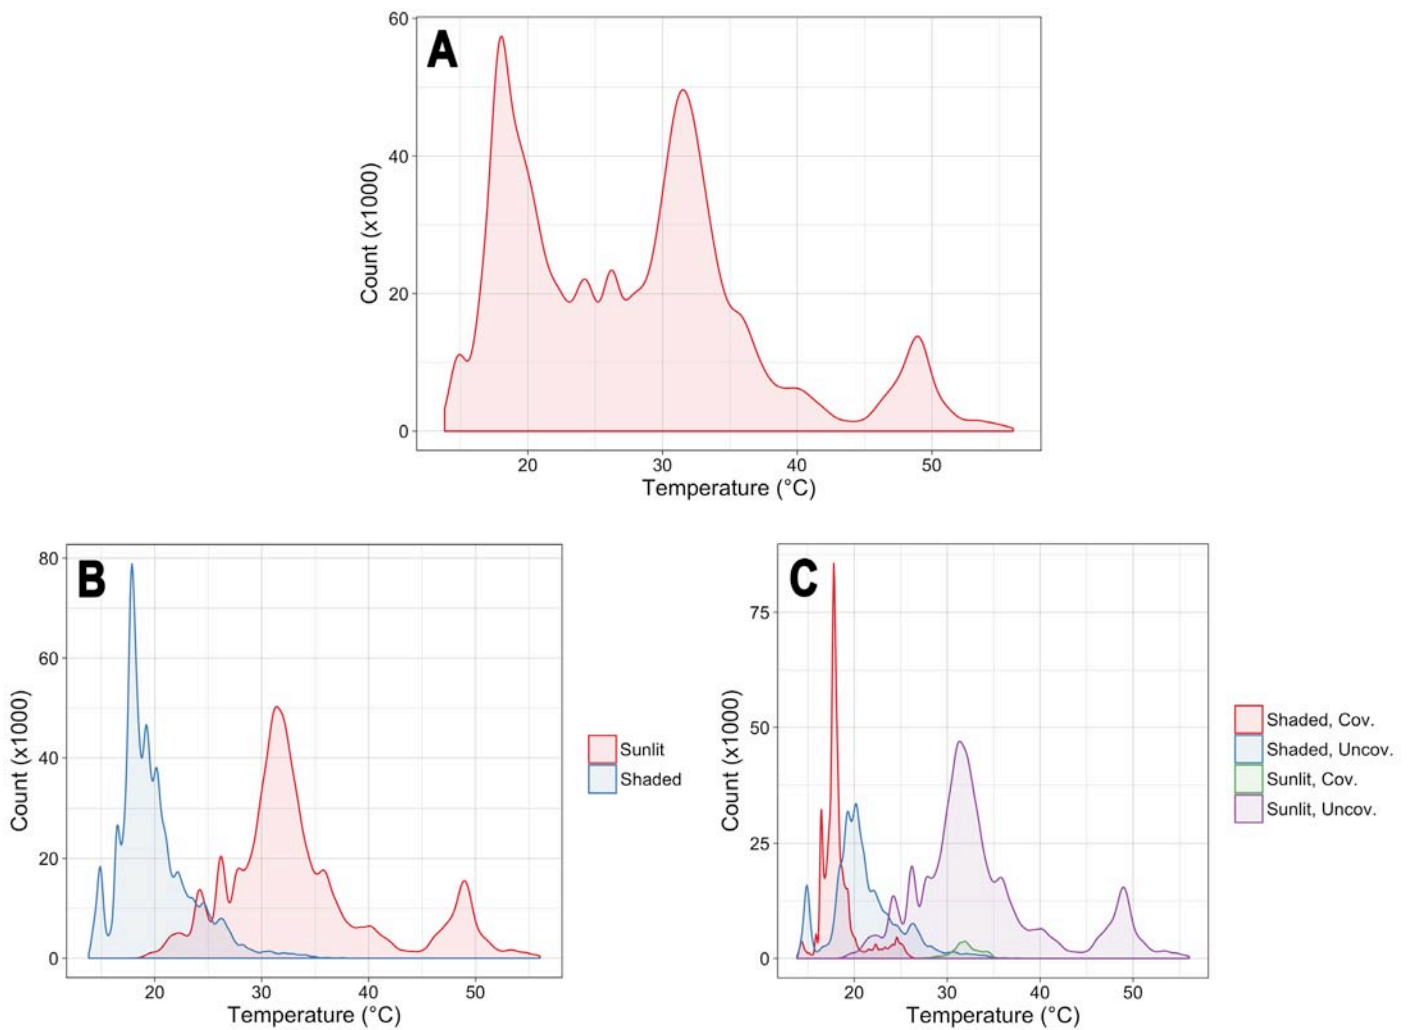 A
60
40
20
0
Count (x1000)
20 30 40 50
Temperature (°C)
B
80
60
40
20
0
Count (x1000)
20 30 40 50
Temperature (°C)
Sunlit
Shaded
C
75
50
25
0
Count (x1000)
20 30 40 50
Temperature (°C)
Shaded, Cov.
Shaded, Uncov.
Sunlit, Cov.
Sunlit, Uncov.